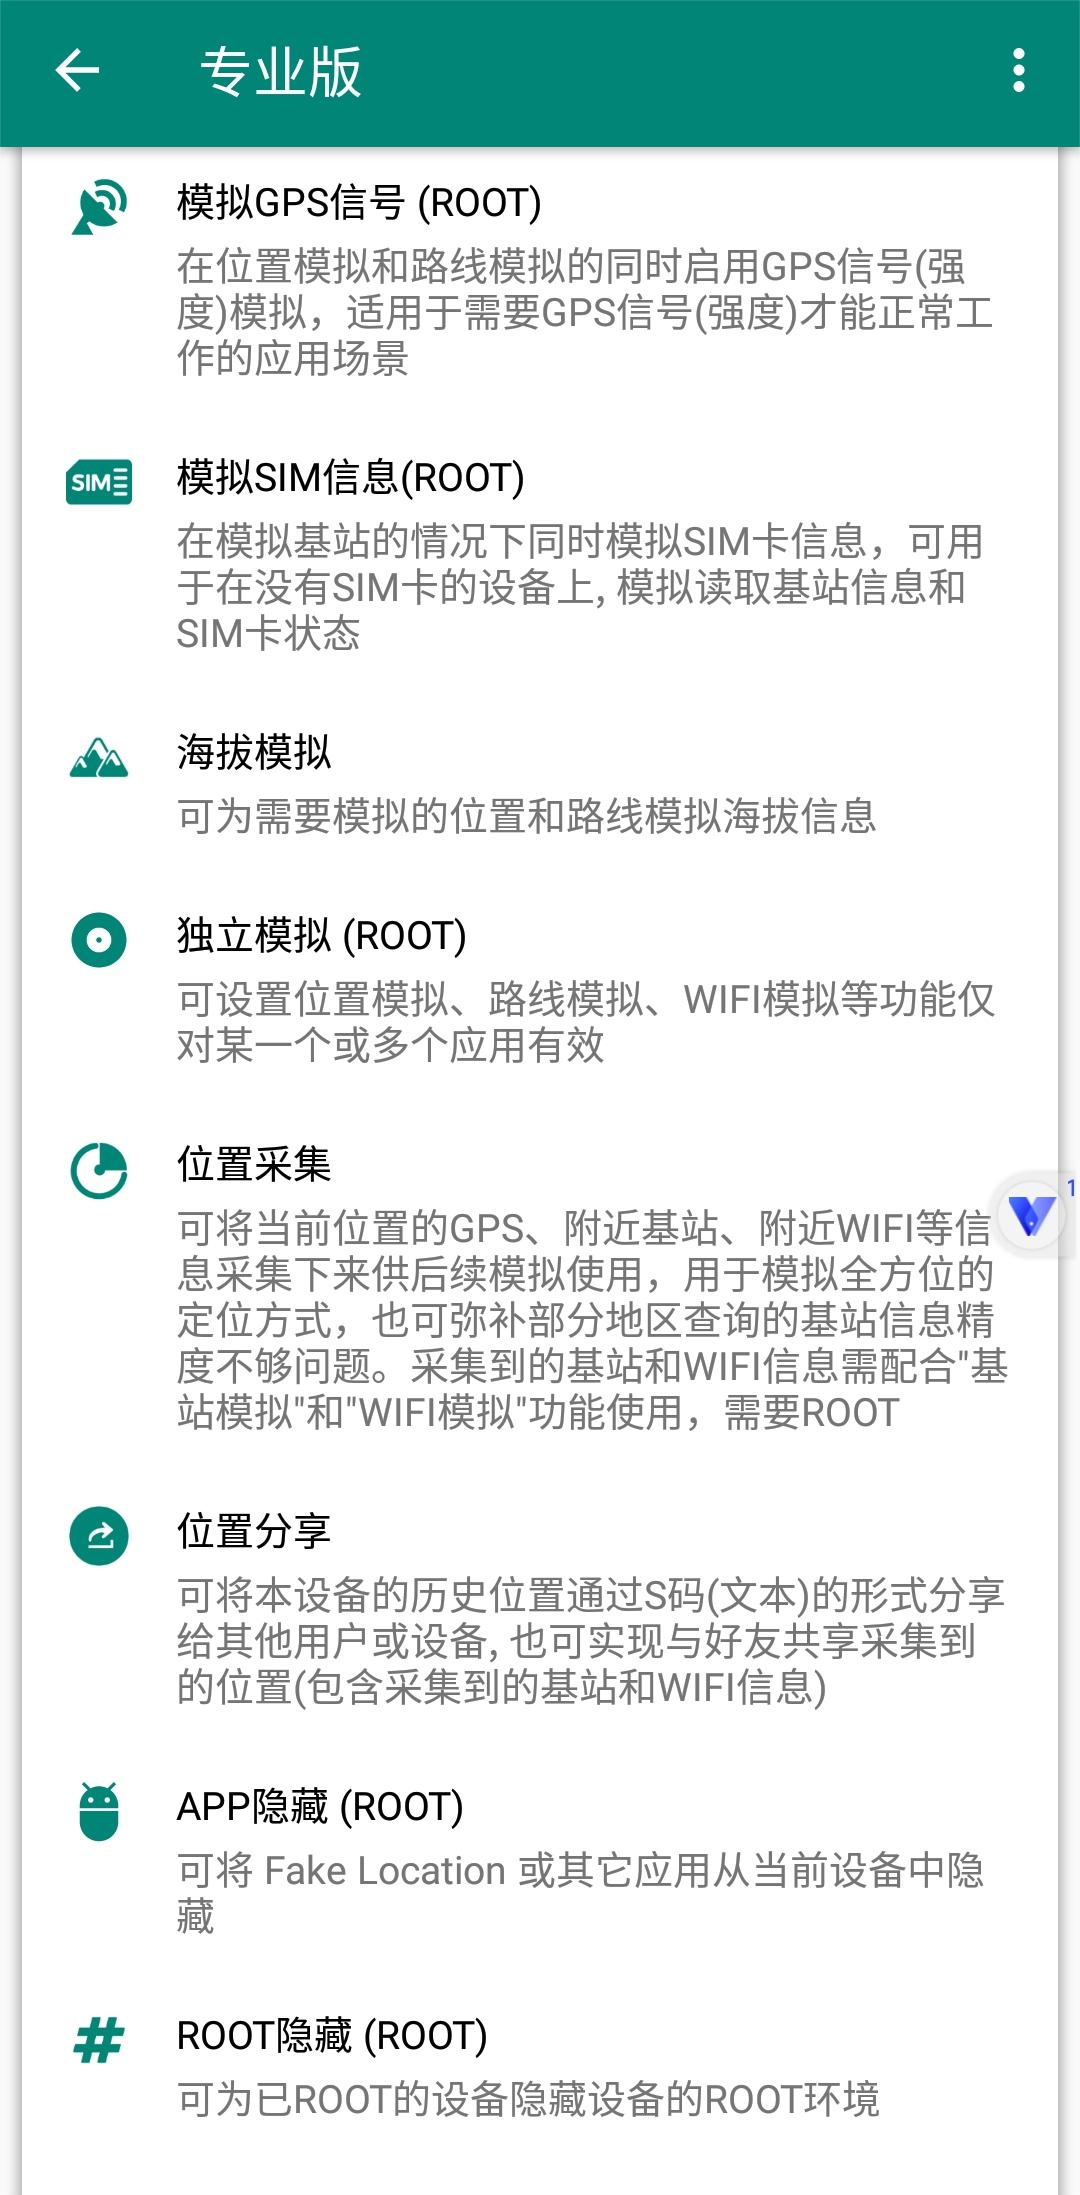 专业版
模拟GPS信号 (ROOT)
在位置模拟和路线模拟的同时启用GPS信号(强
度)模拟，适用于需要GPS信号(强度)才能正常工
作的应用场景
SIM
模拟SIM信息(ROOT)
在模拟基站的情况下同时模拟SIM卡信息，可用
于在没有SIM卡的设备上, 模拟读取基站信息和
SIM卡状态
海拔模拟
可为需要模拟的位置和路线模拟海拔信息
独立模拟 (ROOT)
可设置位置模拟、路线模拟、WIFI模拟等功能仅
对某一个或多个应用有效
位置采集
可将当前位置的GPS、附近基站、附近WIFI等信
息采集下来供后续模拟使用，用于模拟全方位的
定位方式，也可弥补部分地区查询的基站信息精
度不够问题。采集到的基站和WIFI信息需配合"基
站模拟"和"WIFI模拟"功能使用，需要ROOT
1
位置分享
可将本设备的历史位置通过S码(文本)的形式分享
给其他用户或设备, 也可实现与好友共享采集到
的位置(包含采集到的基站和WIFI信息)
APP隐藏 (ROOT)
可将 Fake Location 或其它应用从当前设备中隐
藏
ROOT隐藏 (ROOT)
可为已ROOT的设备隐藏设备的ROOT环境